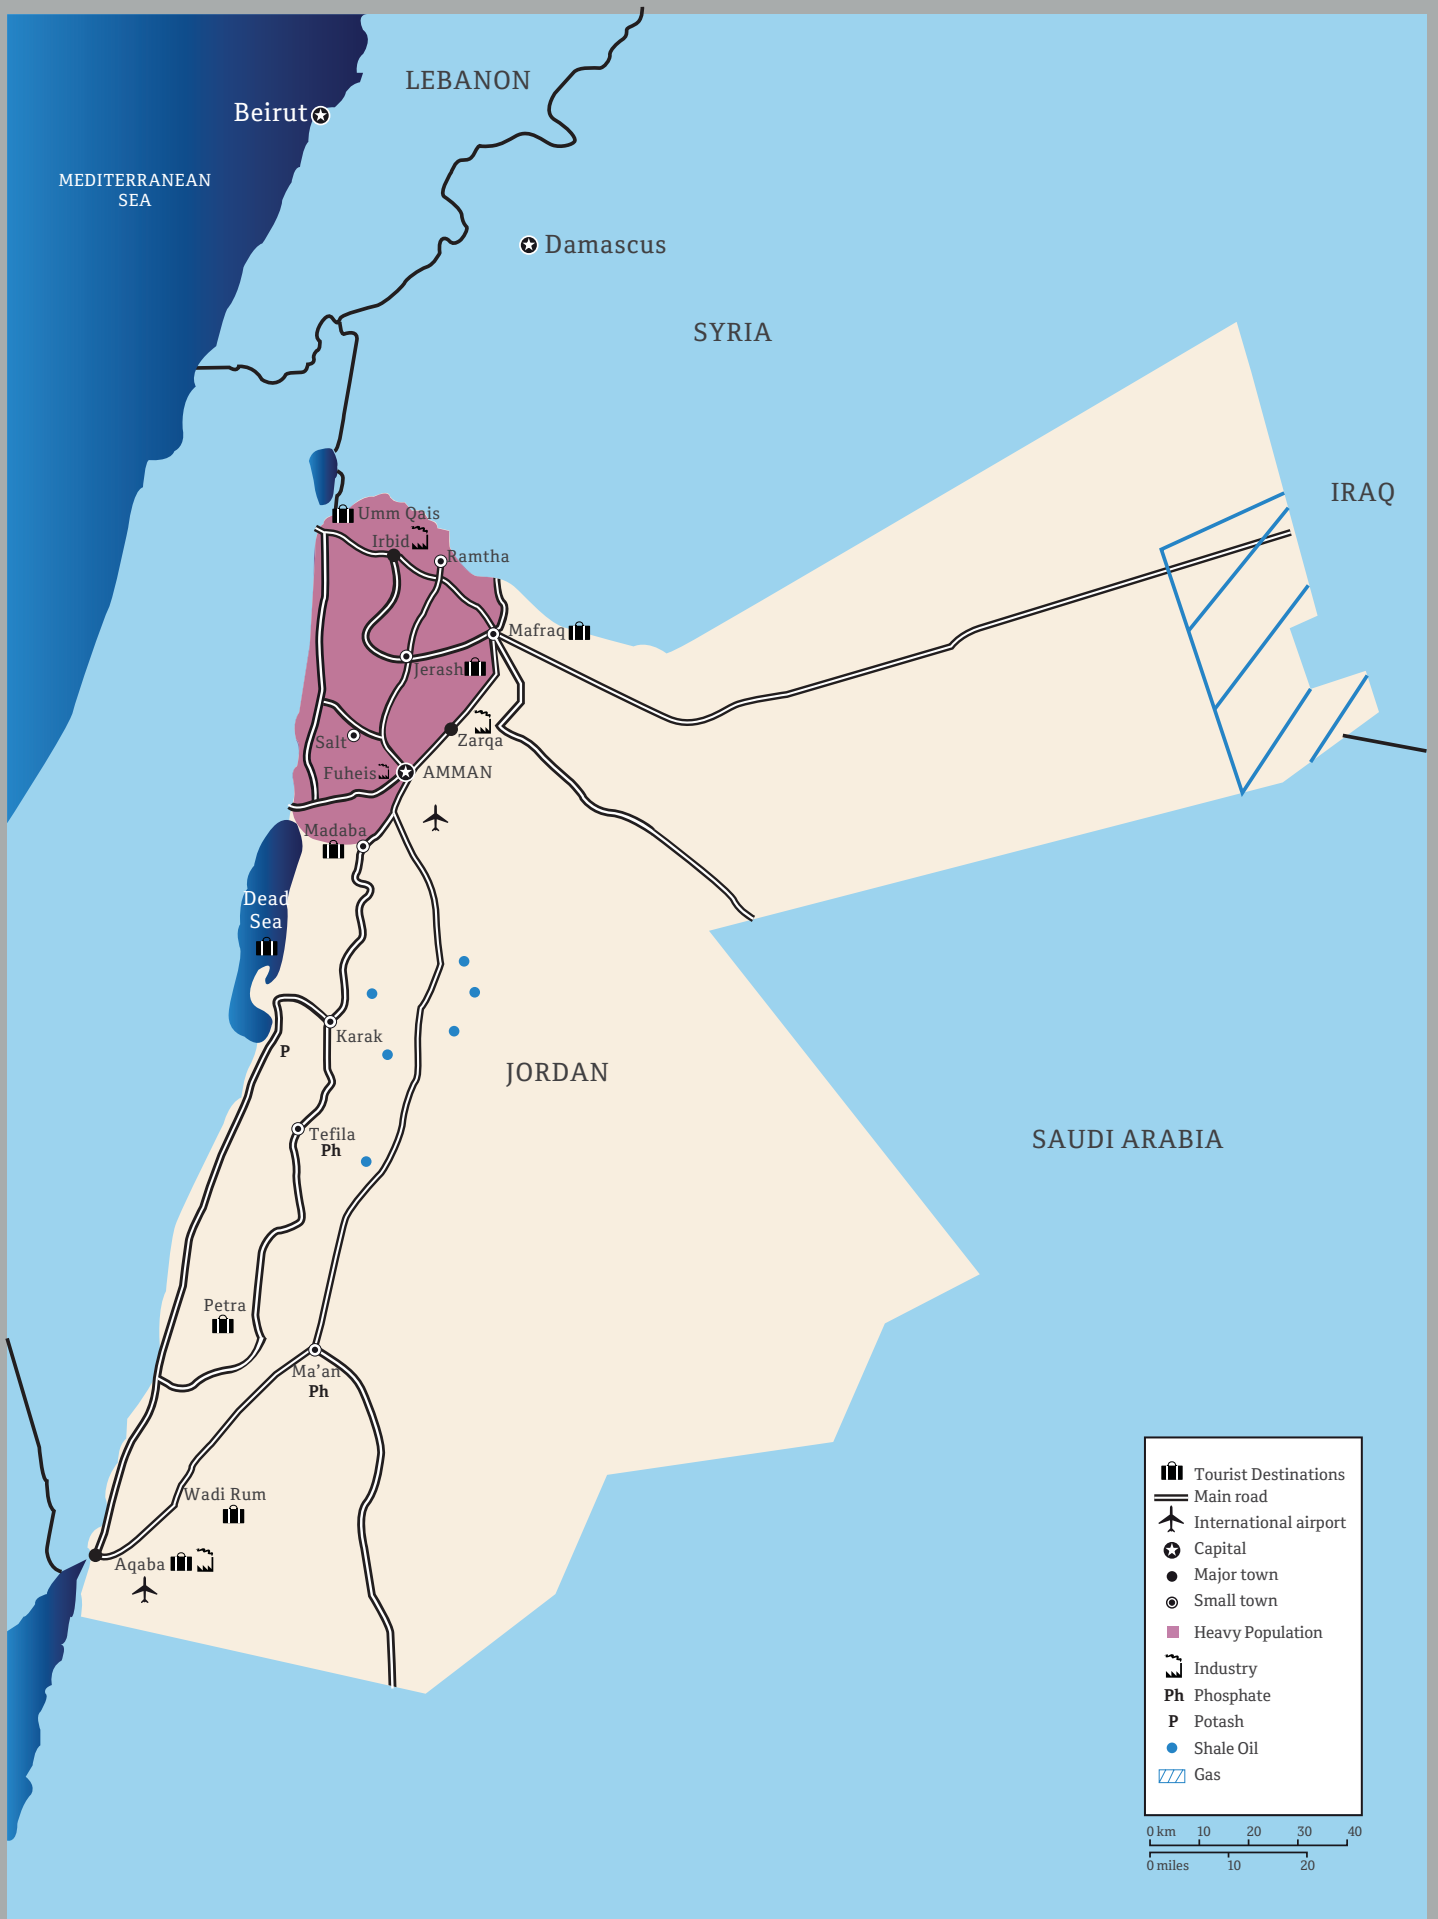 LEBANON
Beirut
MEDITERRANEAN
SEA
Damascus
SYRIA
IRAQ
Umm Qais
Irbid
Ramtha
Mafraq
Jerash
Salt
Zarqa
Fuheis
AMMAN
Madaba
Dead
Sea
Karak
P
JORDAN
Tefila
Ph
SAUDI ARABIA
Petra
Ma’an
Ph
Wadi Rum
Aqaba
Tourist Destinations
Main road
International airport
Capital
Major town
Small town
Heavy Population
Industry
Ph Phosphate
P Potash
Shale Oil
Gas
0 km 10 20 30 40
0 miles 10 20